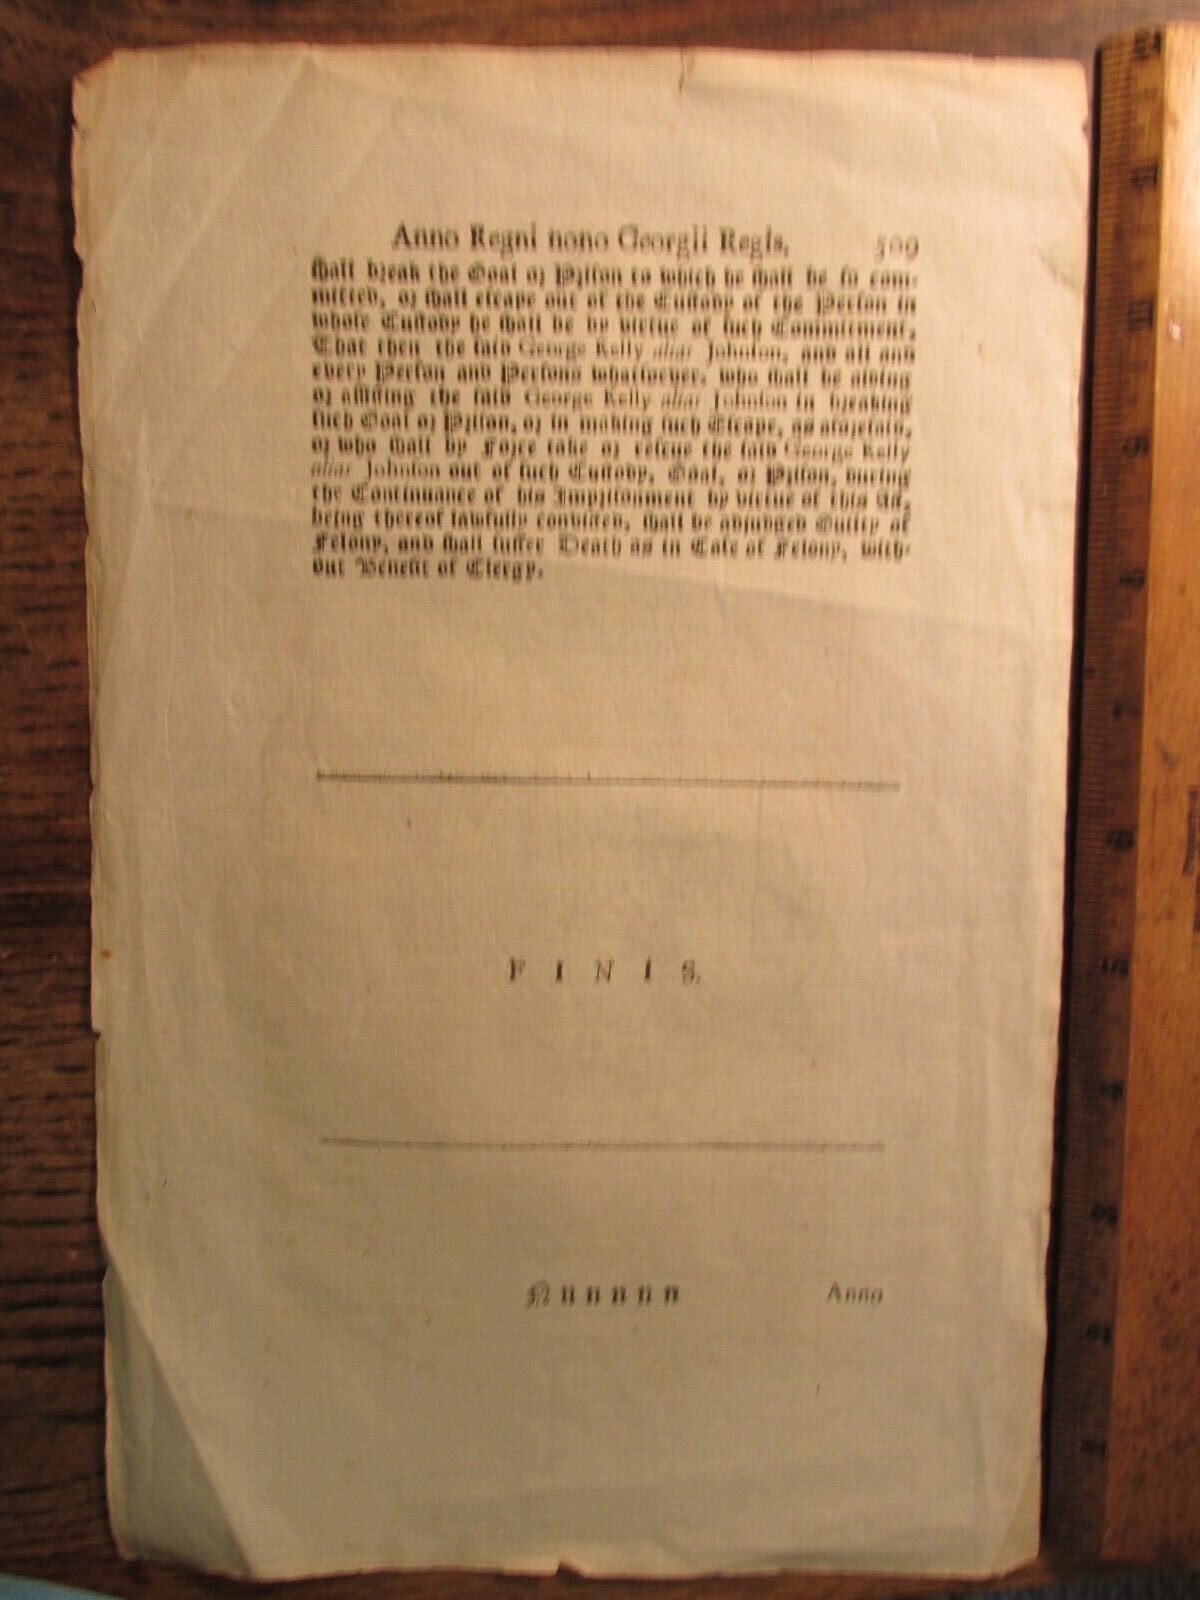 Anno Regni nono Georgii Regis, 509
ſhall break the Goal or Priſon to which he ſhall be ſo com-
mitted, or ſhall eſcape out of the Cuſtody of the Perſon in
whoſe Cuſtody he ſhall be by virtue of ſuch Commitment,
That then the ſaid George Kelly alias Johnſon, and all and
every Perſon and Perſons whatſoever, who ſhall be aiding
or aſſiſting the ſaid George Kelly alias Johnſon in breaking
ſuch Goal or Priſon, or in making ſuch Eſcape, as aforeſaid,
or who ſhall by Force take or reſcue the ſaid George Kelly
alias Johnſon out of ſuch Cuſtody, Goal, or Priſon, during
the Continuance of his Impriſonment by virtue of this Act,
being thereof lawfully convicted, ſhall be adjudged Guilty of
Felony, and ſhall ſuffer Death as in Caſe of Felony, with-
out Benefit of Clergy.
F I N I S.
N n n n n n Anno